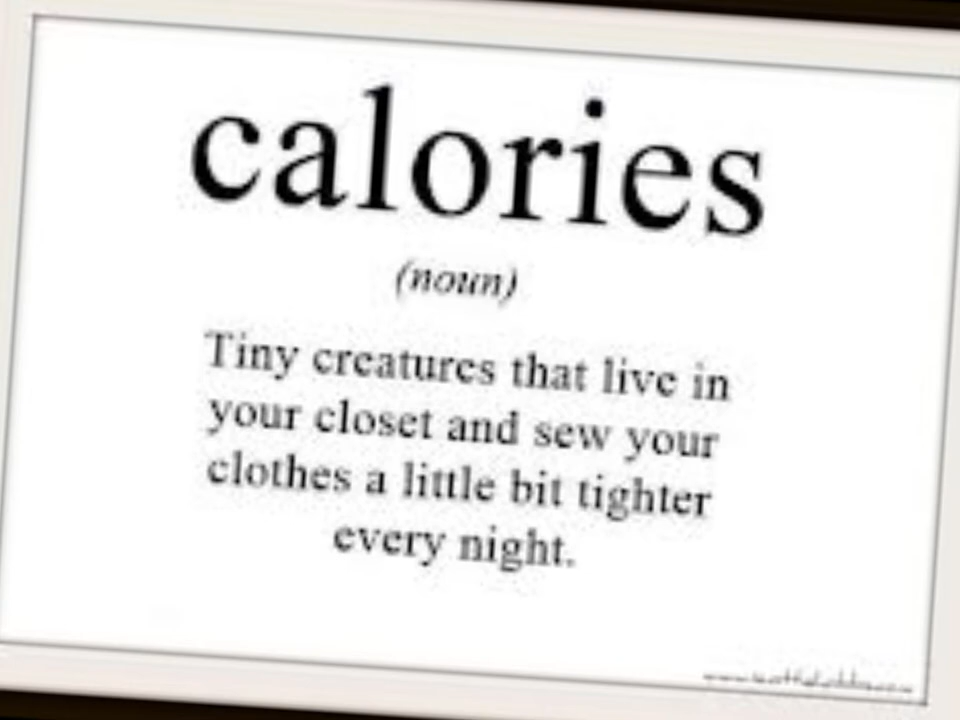 calories
(noun)
Tiny creatures that live in
your closet and sew your
clothes a little bit tighter
every night.